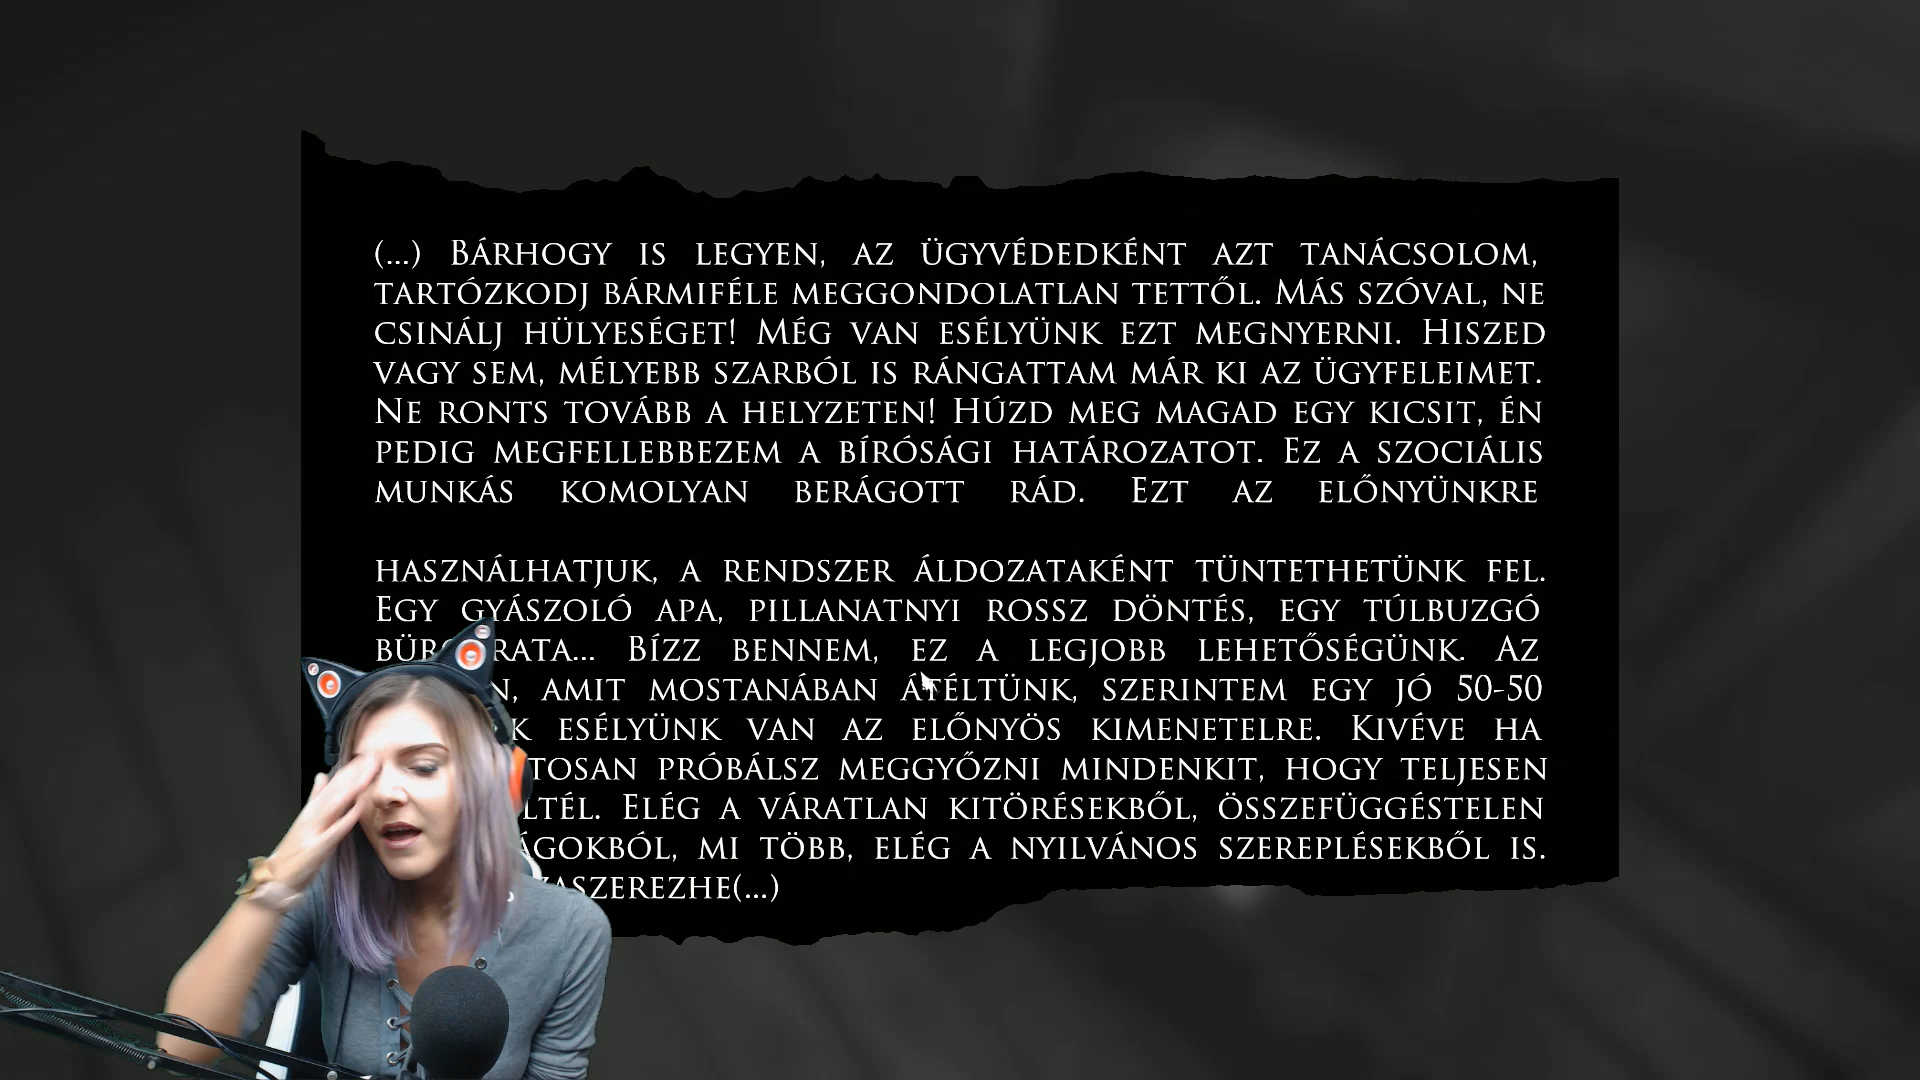 (...) Bárhogy is legyen, az ügyvédedként azt tanácsolom,
tartózkodj bármiféle meggondolatlan tettől. Más szóval, ne
csinálj hülyeséget! Még van esélyünk ezt megnyerni. Hiszed
vagy sem, mélyebb szarból is rángattam már ki az ügyfeleimet.
Ne ronts tovább a helyzeten! Húzd meg magad egy kicsit, én
pedig megfellebbezem a bírósági határozatot. Ez a szociális
munkás komolyan berágott rád. Ezt az előnyünkre
használhatjuk, a rendszer áldozataként tüntethetünk fel.
Egy gyászoló apa, pillanatnyi rossz döntés, egy túlbuzgó
Bízz bennem, ez a legjobb lehetőségünk. Az
amit mostanában átéltünk, szerintem egy jó 50-50
esélyünk van az előnyös kimenetelre. Kivéve ha
próbálsz meggyőzni mindenkit, hogy teljesen
Elég a váratlan kitörésekből, összefüggéstelen
mi több, elég a nyilvános szereplésekből is.